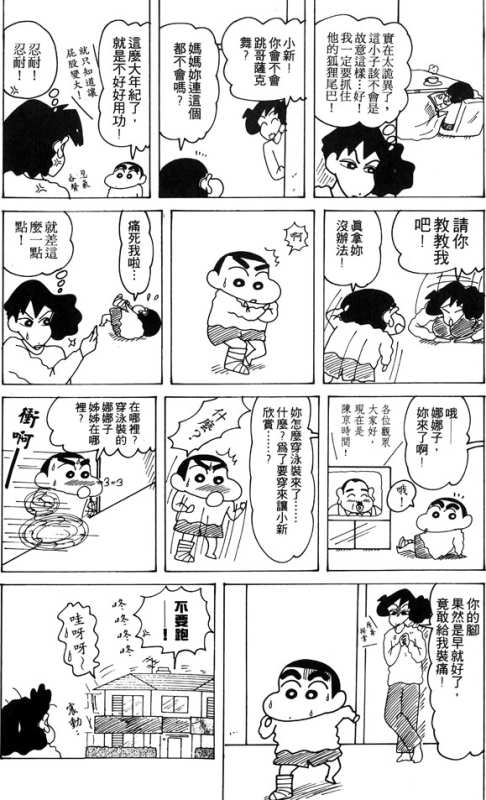 實在太詭異了，
這小子該不會是
故意這樣…好！
我一定要抓住
他的狐狸尾巴！
小新！
你會不會
跳哥薩克
舞？
媽媽妳連這個
都不會嗎？
這麼大年紀了，
就是不好好用功！
就只知道讓
屁股變大！
忍耐！
忍耐！
請你
教教我
吧！
真拿妳
沒辦法！
啊
痛死我啦…
就差這
麼一點
點！
哦
娜娜子，
妳來了啊！
各位觀眾
大家好，
現在是
陳京時間！
哦！
妳怎麼穿泳裝來了……
什麼？為了要穿來讓小新
欣賞……？
什麼？
在哪裡？
穿泳裝的
娜娜子
姊姊在哪
裡？
衝啊
你的腳
果然是早就好了，
竟敢給我裝痛！
不要跑
！
咚咚咚
哇呀呀～
震動